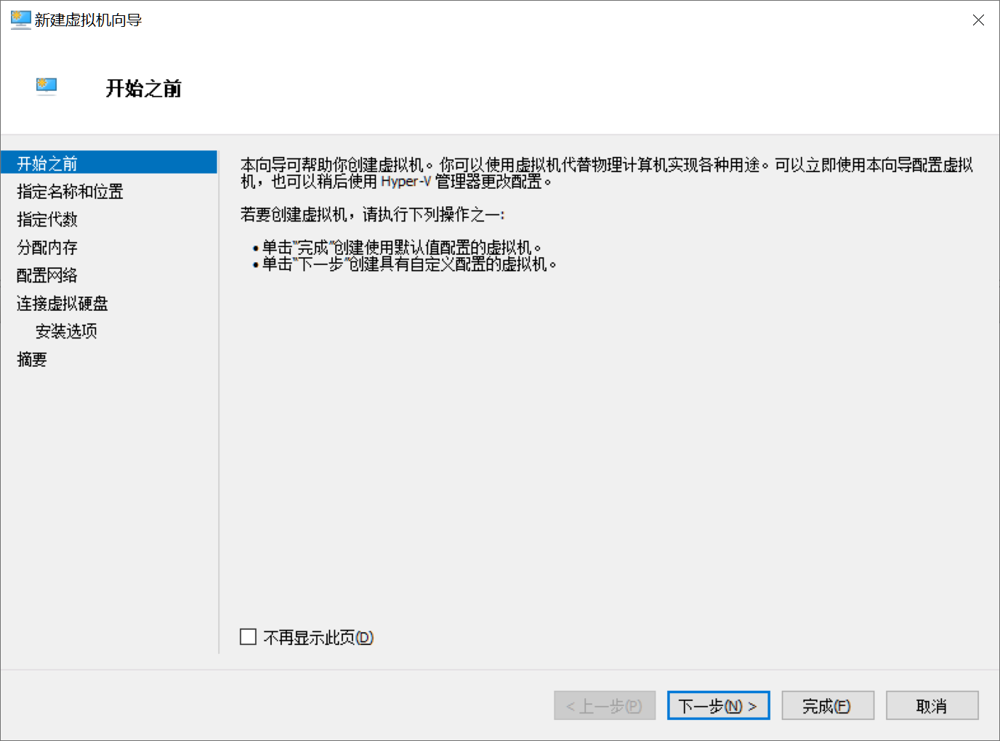 新建虚拟机向导
开始之前
开始之前
指定名称和位置
指定代数
分配内存
配置网络
连接虚拟硬盘
安装选项
摘要
本向导可帮助你创建虚拟机。你可以使用虚拟机代替物理计算机实现各种用途。可以立即使用本向导配置虚拟
机，也可以稍后使用 Hyper-V 管理器更改配置。
若要创建虚拟机，请执行下列操作之一:
• 单击"完成"创建使用默认值配置的虚拟机。
• 单击"下一步"创建具有自定义配置的虚拟机。
不再显示此页(D)
< 上一步(P)
下一步(N) >
完成(F)
取消